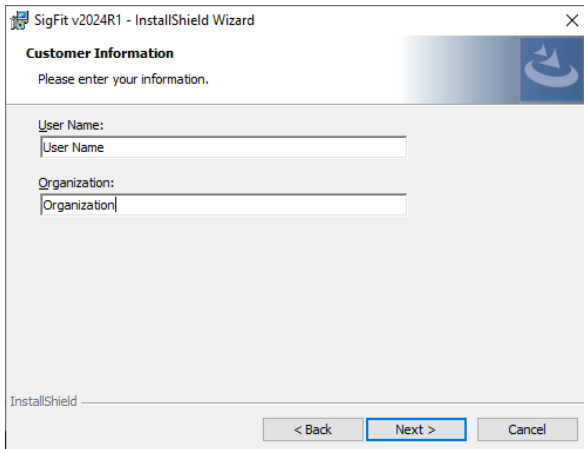 SigFit v2024R1 - InstallShield Wizard
Customer Information
Please enter your information.
User Name:
User Name
Organization:
Organization
InstallShield
< Back Next > Cancel